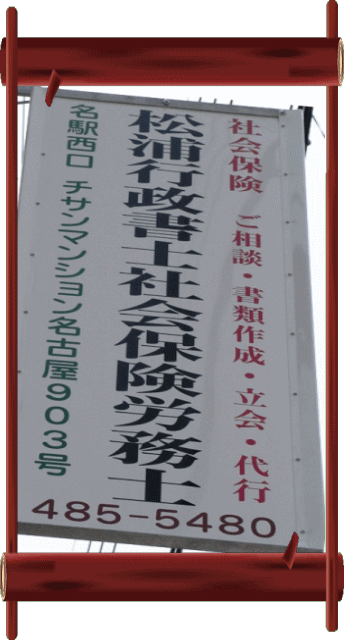 社会保険 ご相談・書類作成・立会・代行
松浦行政書士社会保険労務士
名駅西口 チサンマンション名古屋903号
485-5480